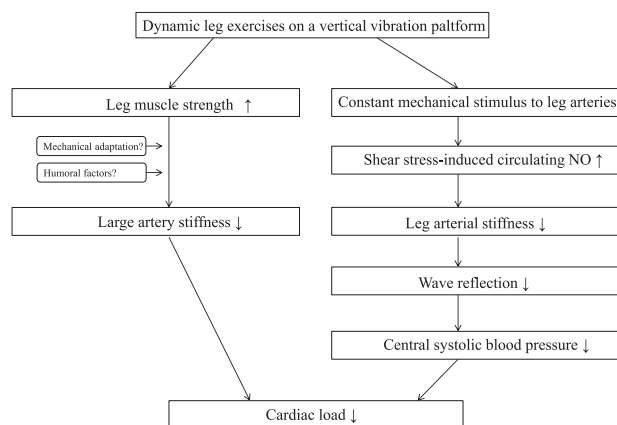 Dynamic leg exercises on a vertical vibration paltform
Leg muscle strength ↑
Constant mechanical stimulus to leg arteries
Mechanical adaptation?
Humoral factors?
Shear stress-induced circulating NO ↑
Large artery stiffness ↓
Leg arterial stiffness ↓
Wave reflection ↓
Central systolic blood pressure ↓
Cardiac load ↓